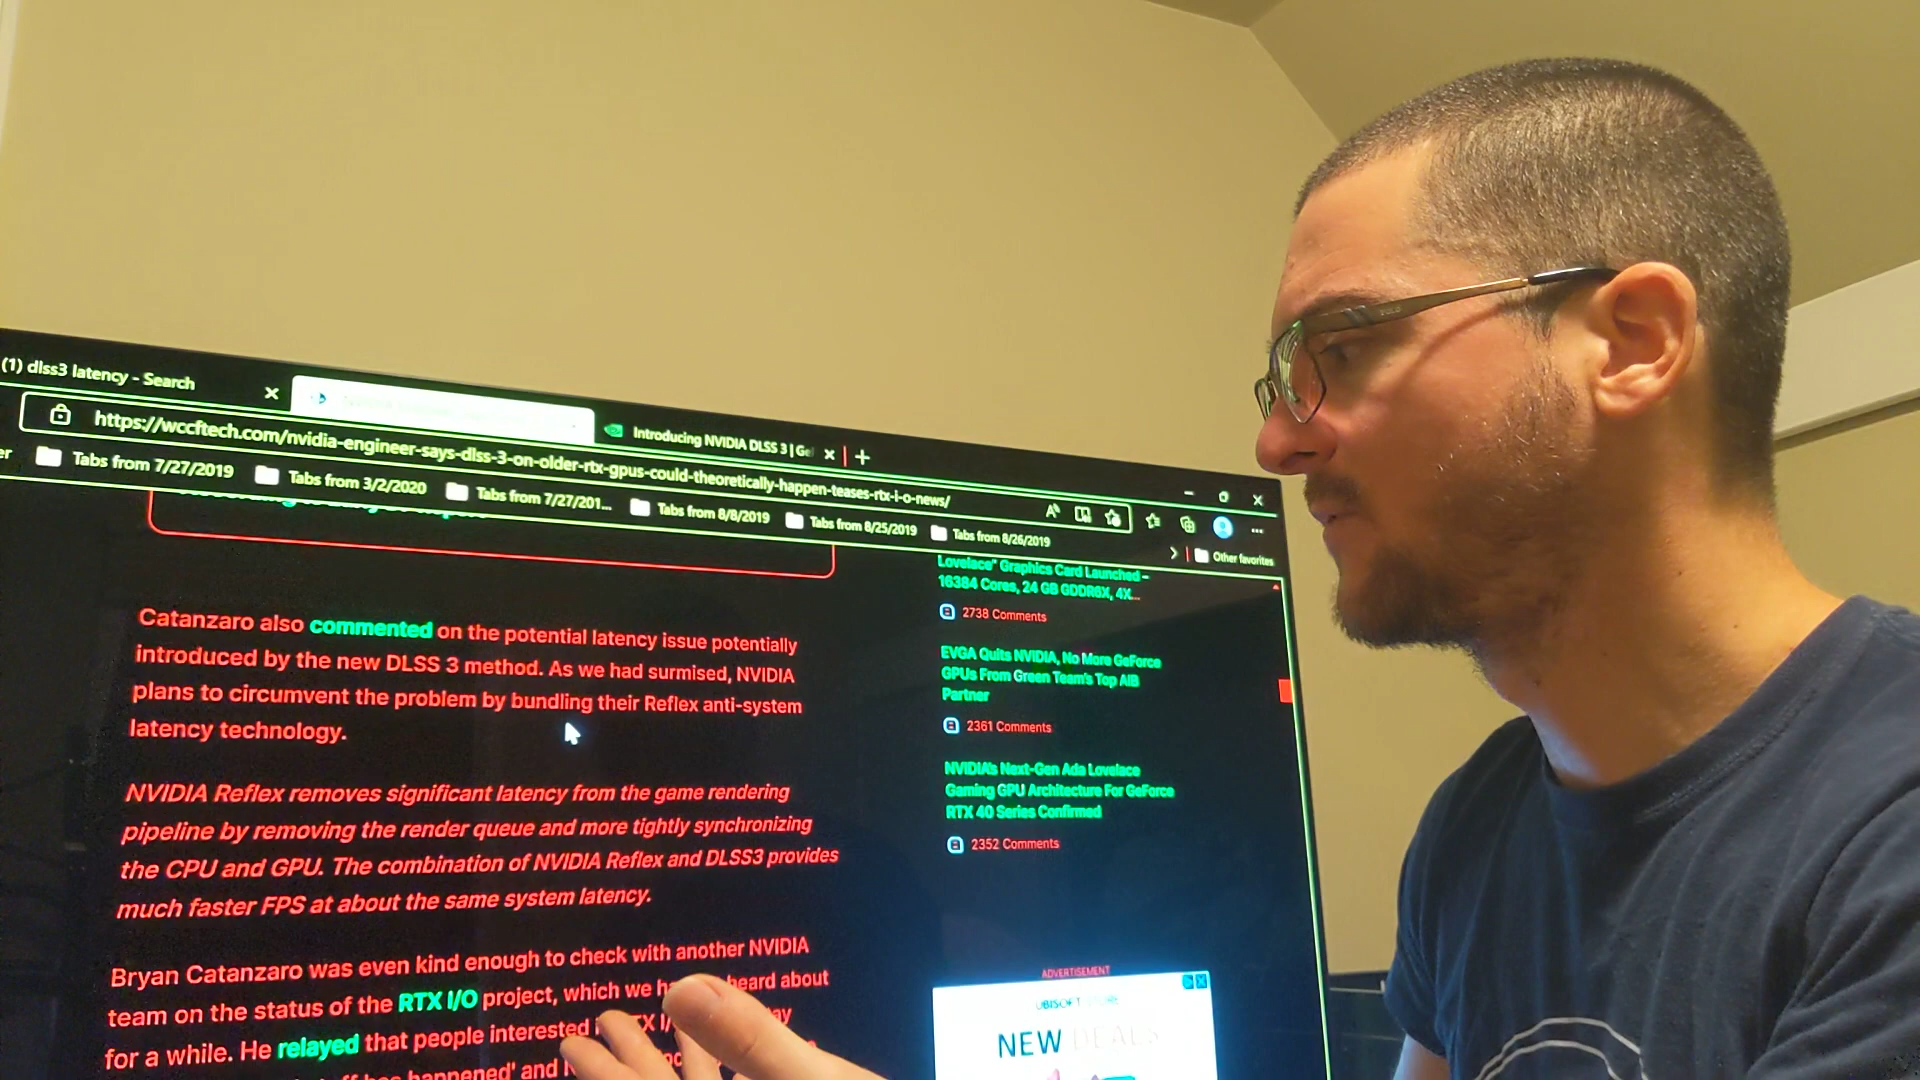 (1) dlss3 latency - Search
Introducing NVIDIA DLSS 3 | Ge
https://wccftech.com/nvidia-engineer-says-dlss-3-on-older-rtx-gpus-could-theoretically-happen-teases-rtx-i-o-news/
er
Tabs from 7/27/2019
Tabs from 3/2/2020
Tabs from 7/27/201...
Tabs from 8/8/2019
Tabs from 8/25/2019
Tabs from 8/26/2019
Other favorites
Catanzaro also commented on the potential latency issue potentially
introduced by the new DLSS 3 method. As we had surmised, NVIDIA
plans to circumvent the problem by bundling their Reflex anti-system
latency technology.
NVIDIA Reflex removes significant latency from the game rendering
pipeline by removing the render queue and more tightly synchronizing
the CPU and GPU. The combination of NVIDIA Reflex and DLSS3 provides
much faster FPS at about the same system latency.
Bryan Catanzaro was even kind enough to check with another NVIDIA
team on the status of the RTX I/O project, which we heard about
for a while. He relayed that people interested
happened' and
Lovelace" Graphics Card Launched –
16384 Cores, 24 GB GDDR6X, 4X...
2738 Comments
EVGA Quits NVIDIA, No More GeForce
GPUs From Green Team's Top AIB
Partner
2361 Comments
NVIDIA's Next-Gen Ada Lovelace
Gaming GPU Architecture For GeForce
RTX 40 Series Confirmed
2352 Comments
ADVERTISEMENT
UBISOFT STORE
NEW DEALS